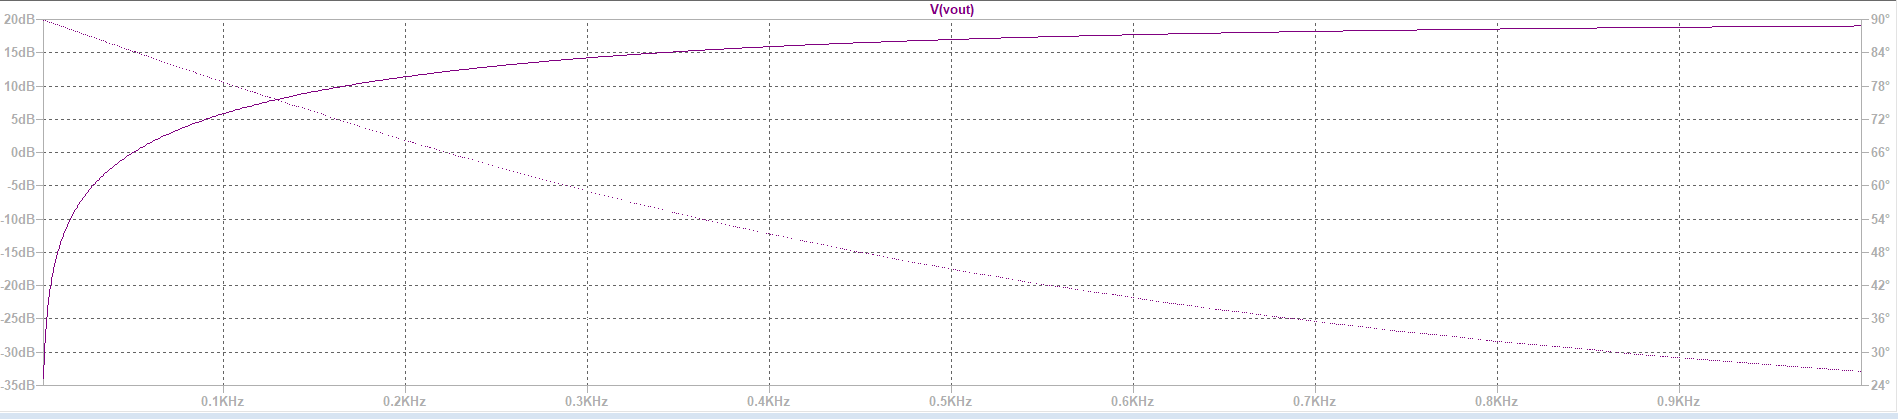 V(vout)
20dB 90°
15dB 84°
10dB 78°
5dB 72°
0dB 66°
-5dB 60°
-10dB 54°
-15dB 48°
-20dB 42°
-25dB 36°
-30dB 30°
-35dB 24°
0.1KHz 0.2KHz 0.3KHz 0.4KHz 0.5KHz 0.6KHz 0.7KHz 0.8KHz 0.9KHz